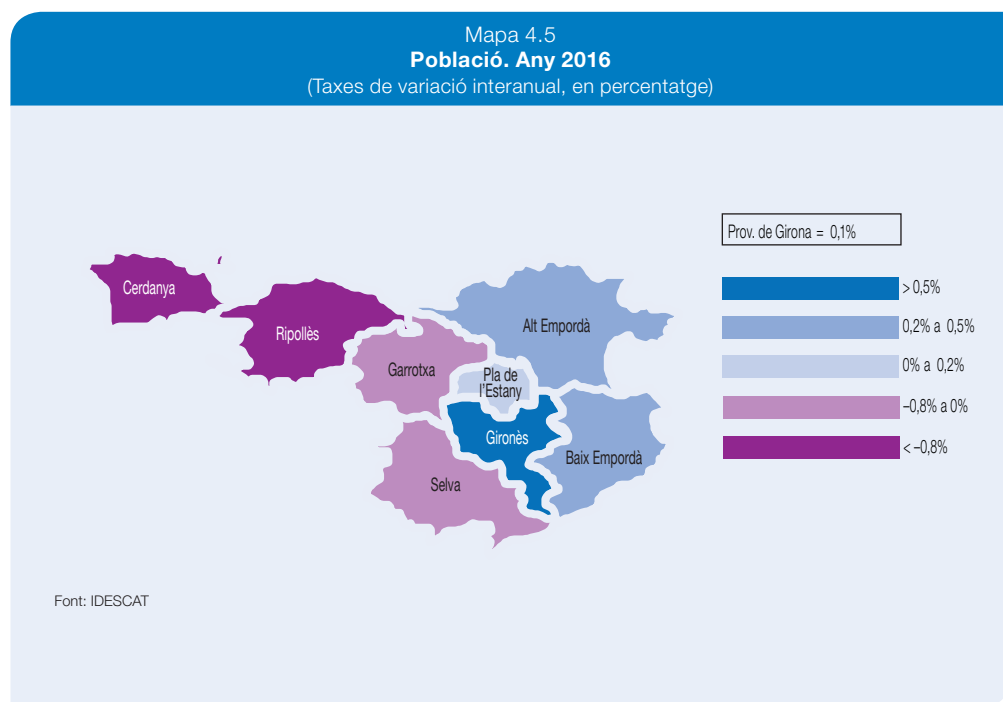 Mapa 4.5
Població. Any 2016
(Taxes de variació interanual, en percentatge)
Prov. de Girona = 0,1%
> 0,5%
0,2% a 0,5%
0% a 0,2%
−0,8% a 0%
< −0,8%
Cerdanya
Ripollès
Alt Empordà
Garrotxa
Pla de
l'Estany
Gironès
Baix Empordà
Selva
Font: IDESCAT